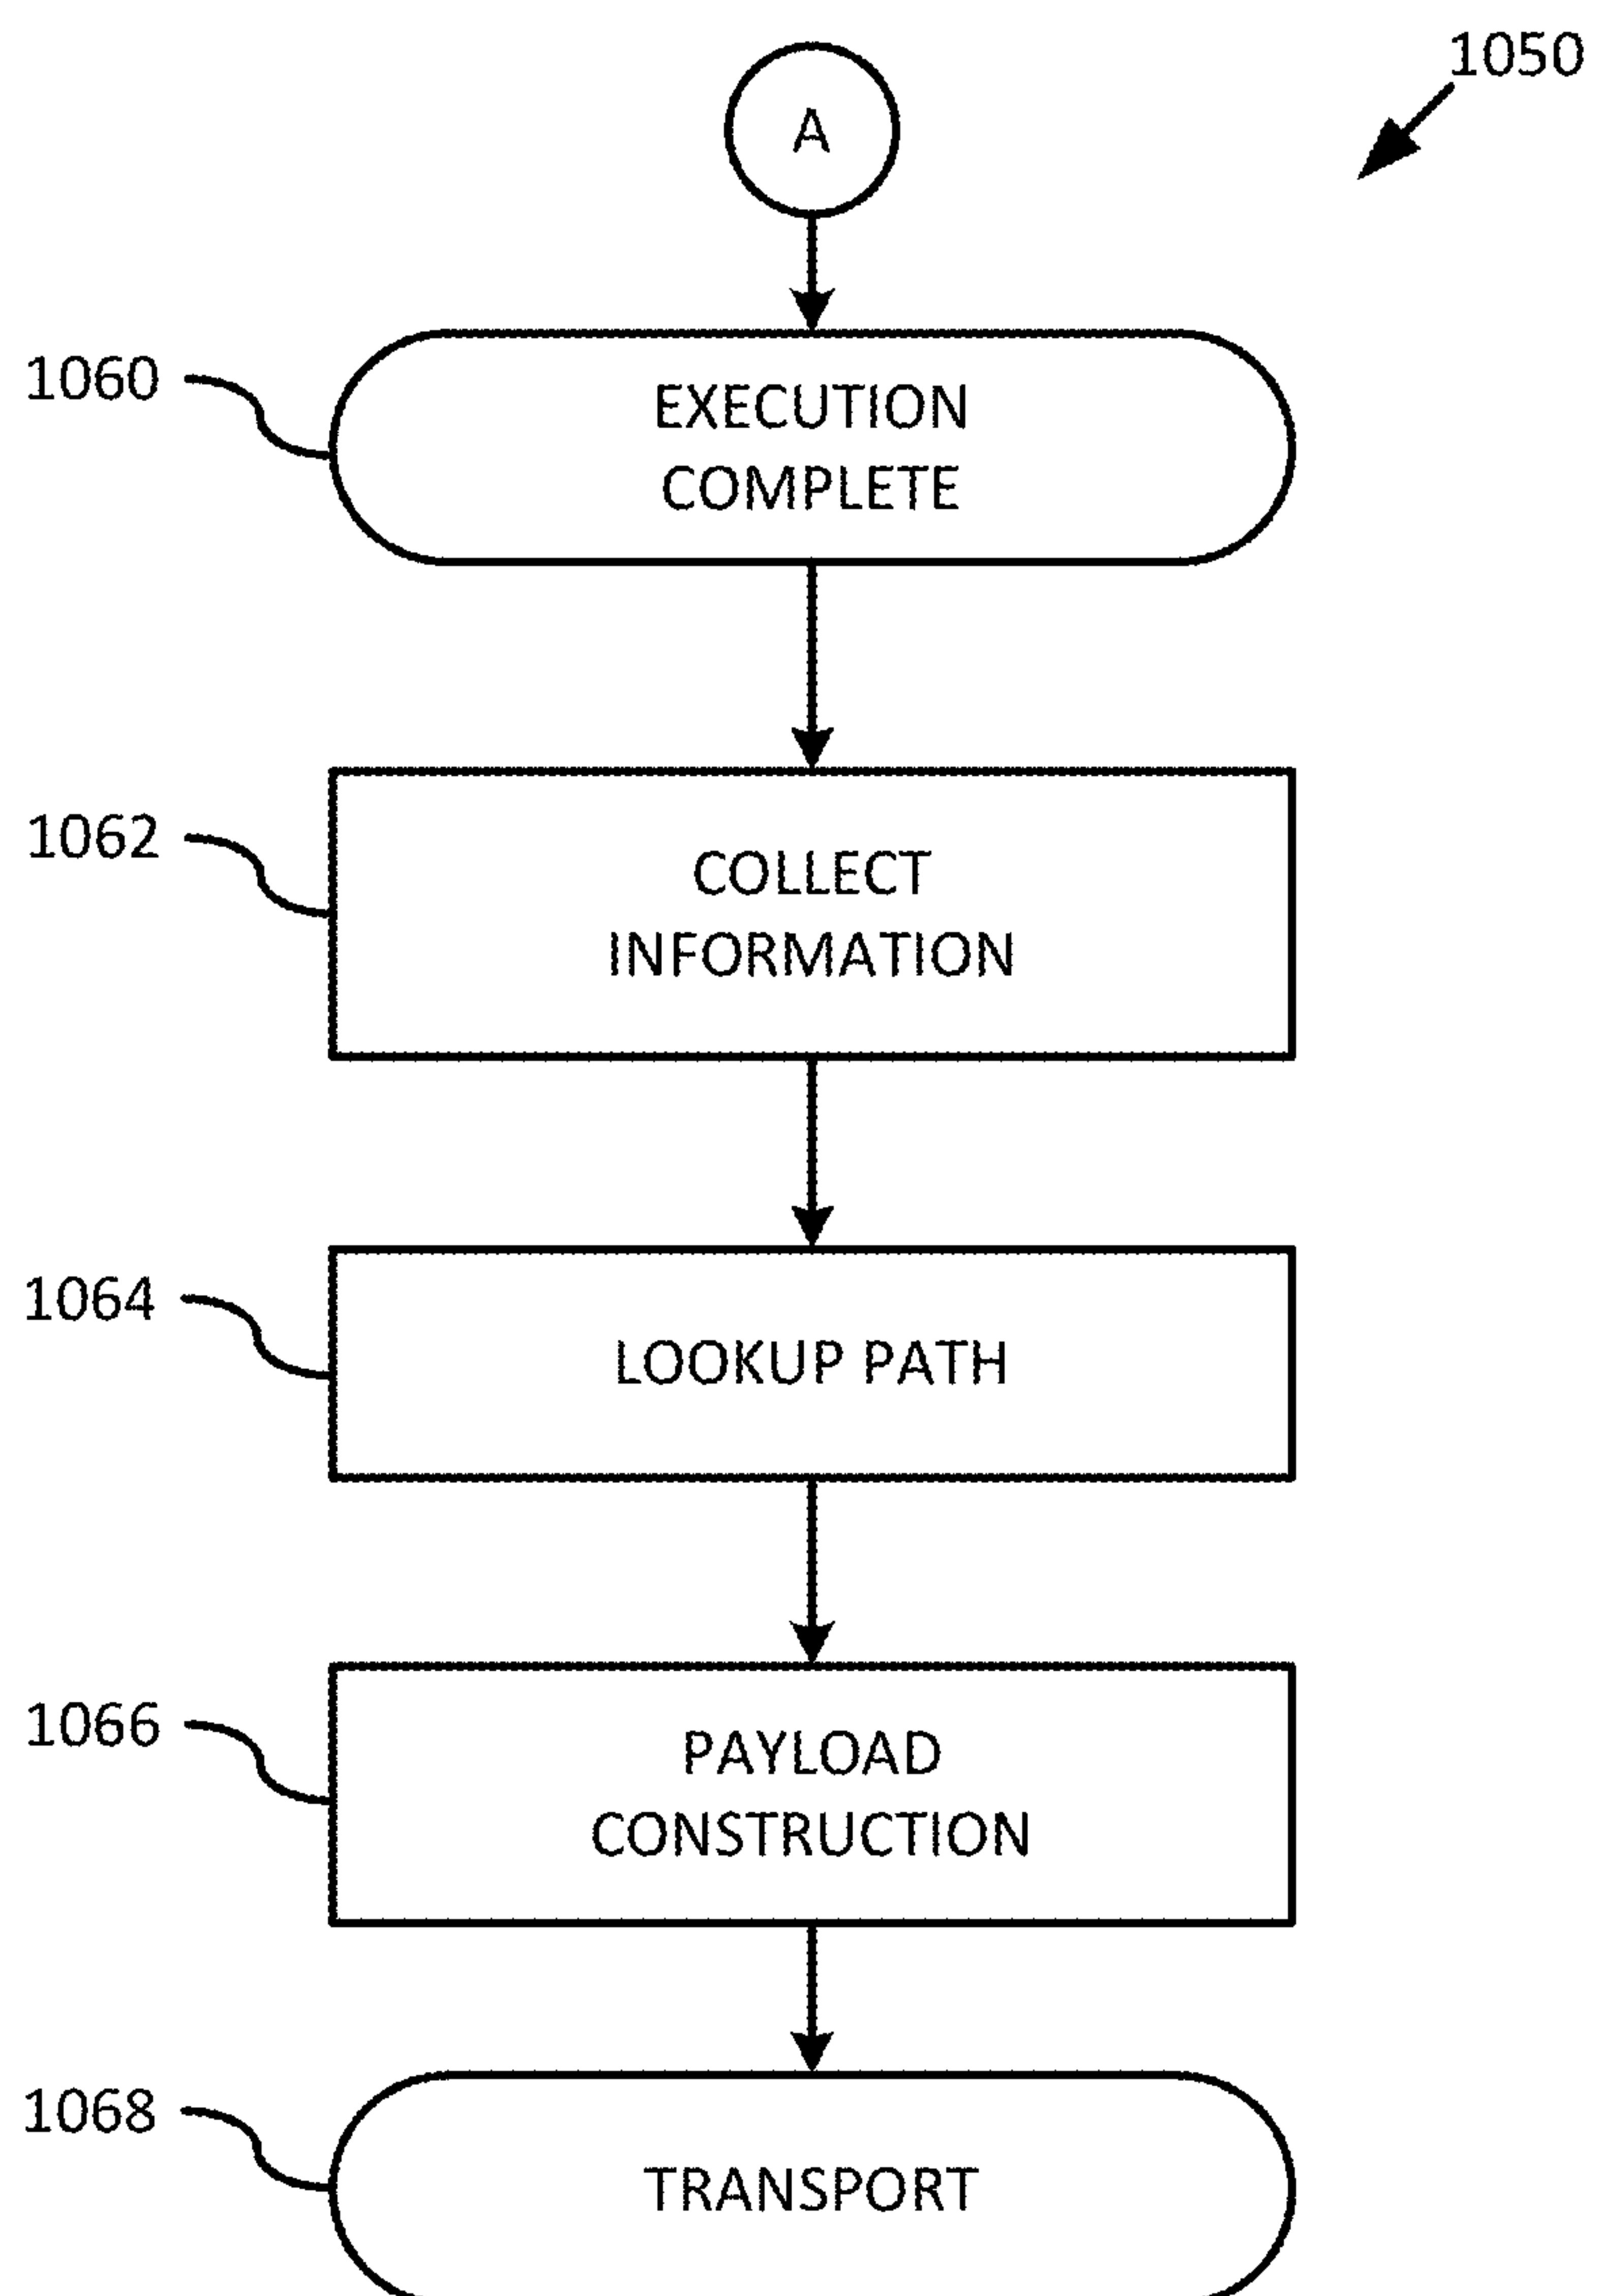 1050
A
1060
EXECUTION
COMPLETE
1062
COLLECT
INFORMATION
1064
LOOKUP PATH
1066
PAYLOAD
CONSTRUCTION
1068
TRANSPORT